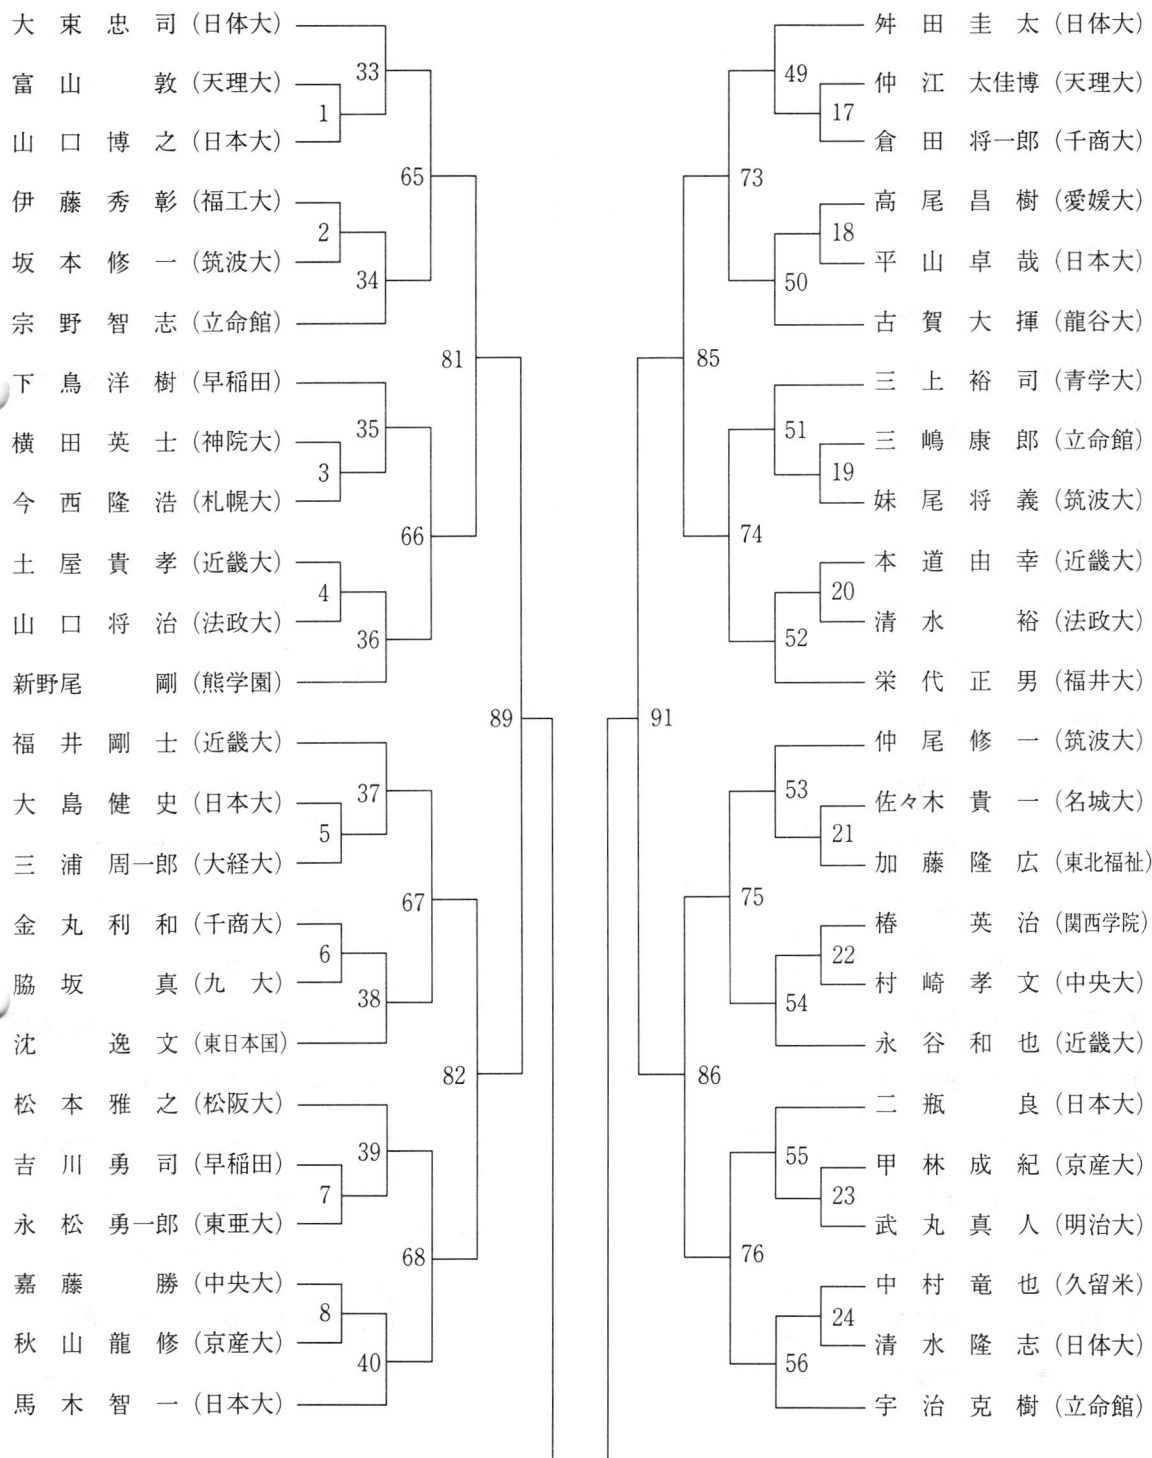 大東忠司（日体大）
富山敦（天理大）
山口博之（日本大）
伊藤秀彰（福工大）
坂本修一（筑波大）
宗野智志（立命館）
下鳥洋樹（早稲田）
横田英士（神院大）
今西隆浩（札幌大）
土屋貴孝（近畿大）
山口将治（法政大）
新野尾剛（熊学園）
福井剛士（近畿大）
大島健史（日本大）
三浦周一郎（大経大）
金丸利和（千商大）
脇坂真（九大）
沈逸文（東日本国）
松本雅之（松阪大）
吉川勇司（早稲田）
永松勇一郎（東亜大）
嘉藤勝（中央大）
秋山龍修（京産大）
馬木智一（日本大）
1
2
3
4
5
6
7
8
33
34
35
36
37
38
39
40
65
66
67
68
81
82
89
91
85
86
73
74
75
76
49
50
51
52
53
54
55
56
17
18
19
20
21
22
23
24
舛田圭太（日体大）
仲江太佳博（天理大）
倉田将一郎（千商大）
高尾昌樹（愛媛大）
平山卓哉（日本大）
古賀大揮（龍谷大）
三上裕司（青学大）
三嶋康郎（立命館）
妹尾将義（筑波大）
本道由幸（近畿大）
清水裕（法政大）
栄代正男（福井大）
仲尾修一（筑波大）
佐々木貴一（名城大）
加藤隆広（東北福祉）
椿英治（関西学院）
村崎孝文（中央大）
永谷和也（近畿大）
二瓶良（日本大）
甲林成紀（京産大）
武丸真人（明治大）
中村竜也（久留米）
清水隆志（日体大）
宇治克樹（立命館）